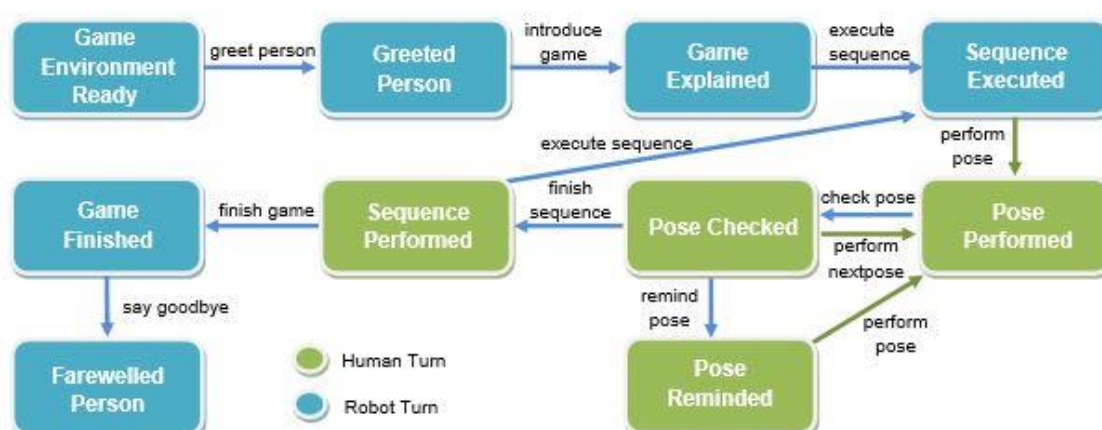 Game
Environment
Ready
greet person
Greeted
Person
introduce
game
Game
Explained
execute
sequence
Sequence
Executed
execute sequence
perform
pose
Game
Finished
finish game
Sequence
Performed
finish
sequence
Pose Checked
check pose
perform
nextpose
Pose
Performed
say goodbye
remind
pose
perform
pose
Farewelled
Person
Human Turn
Robot Turn
Pose
Reminded